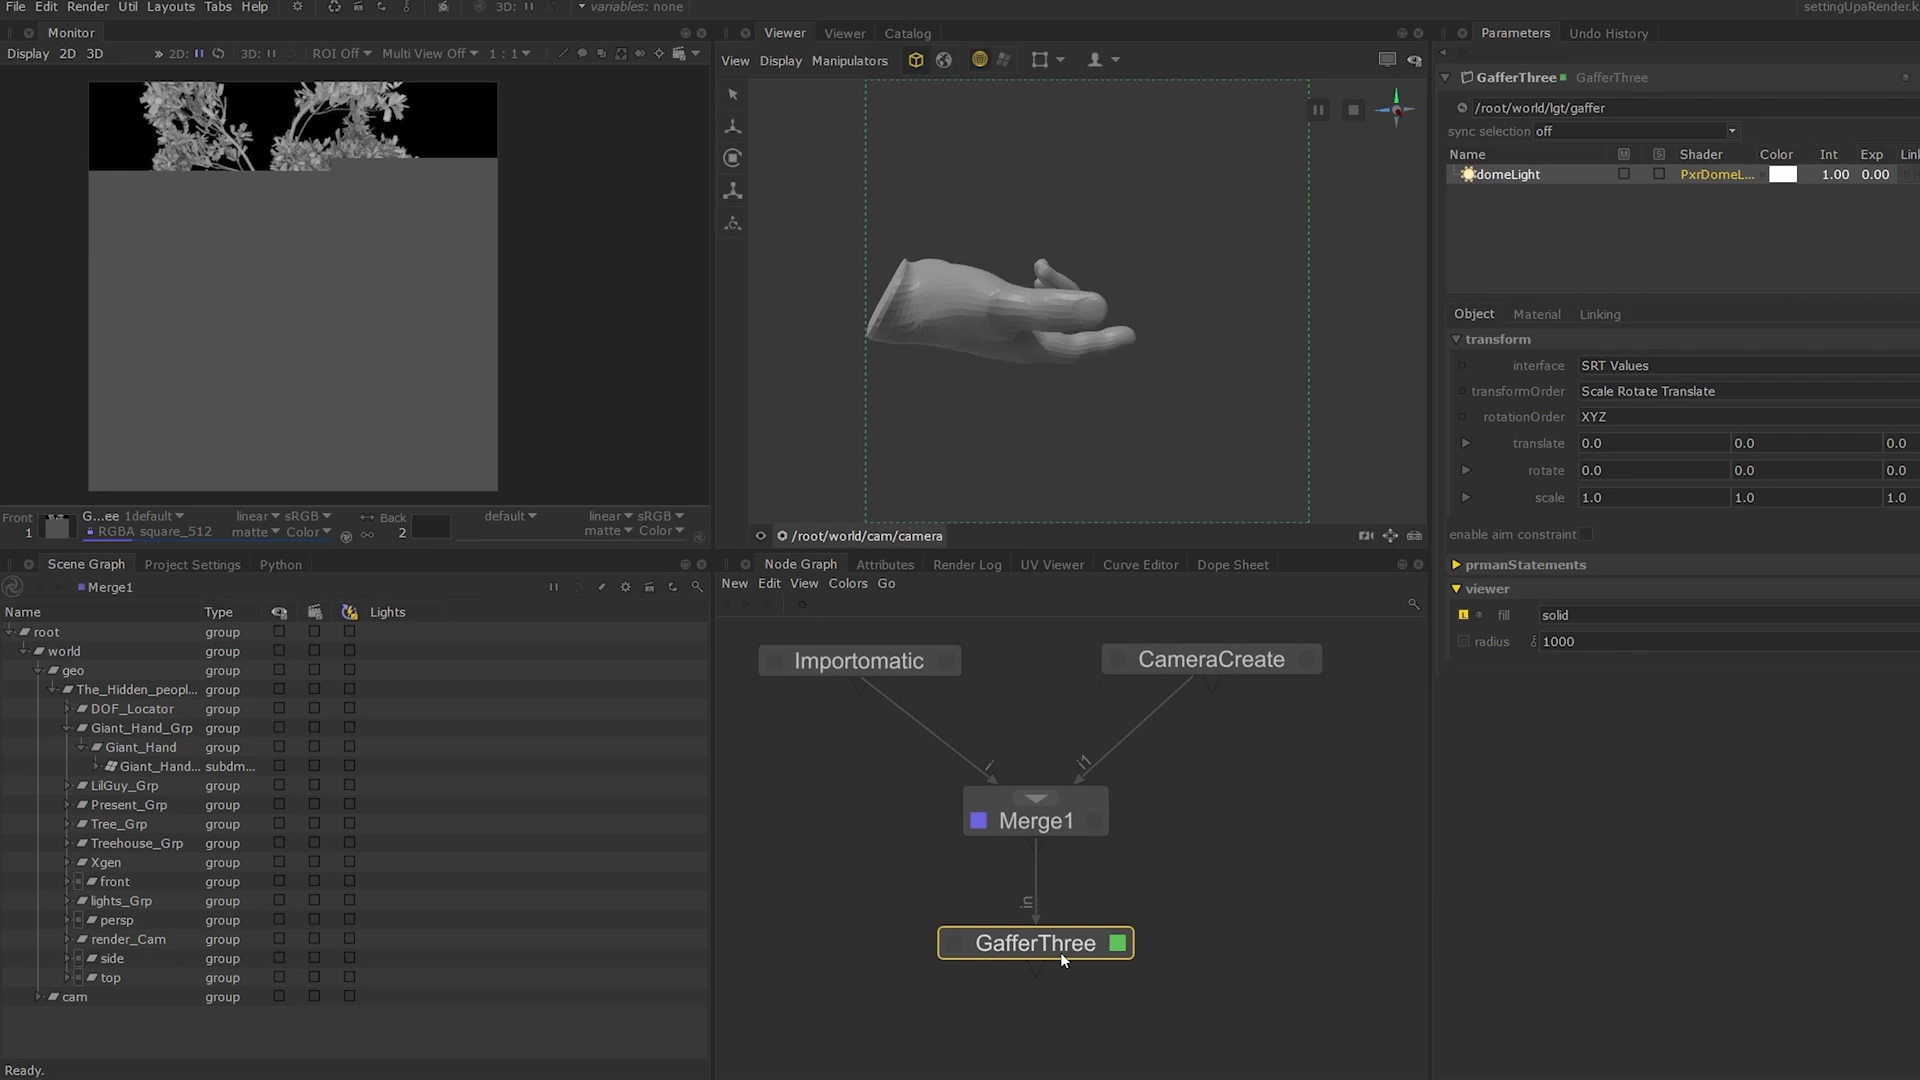 File Edit Render Util Layouts Tabs Help 3D: variables: none settingUpaRender.k
Monitor
Display 2D 3D » 2D: 3D: ROI Off Multi View Off 1 : 1
Front G...ee 1default linear sRGB Back default linear sRGB
1 RGBA square_512 matte Color 2 matte Color
Viewer Viewer Catalog
View Display Manipulators
/root/world/cam/camera
Parameters Undo History
GafferThree GafferThree
/root/world/lgt/gaffer
sync selection off
Name M S Shader Color Int Exp Lin
domeLight PxrDomeL... 1.00 0.00
Object Material Linking
transform
interface SRT Values
transformOrder Scale Rotate Translate
rotationOrder XYZ
translate 0.0 0.0 0.0
rotate 0.0 0.0 0.0
scale 1.0 1.0 1.0
enable aim constraint
prmanStatements
viewer
L fill solid
radius 1000
Scene Graph Project Settings Python
Merge1
Name Type Lights
root group
world group
geo group
The_Hidden_peopl... group
DOF_Locator group
Giant_Hand_Grp group
Giant_Hand group
Giant_Hand... subdm...
LilGuy_Grp group
Present_Grp group
Tree_Grp group
Treehouse_Grp group
Xgen group
front group
lights_Grp group
persp group
render_Cam group
side group
top group
cam group
Ready.
Node Graph Attributes Render Log UV Viewer Curve Editor Dope Sheet
New Edit View Colors Go
Importomatic CameraCreate
i i1
Merge1
in
GafferThree